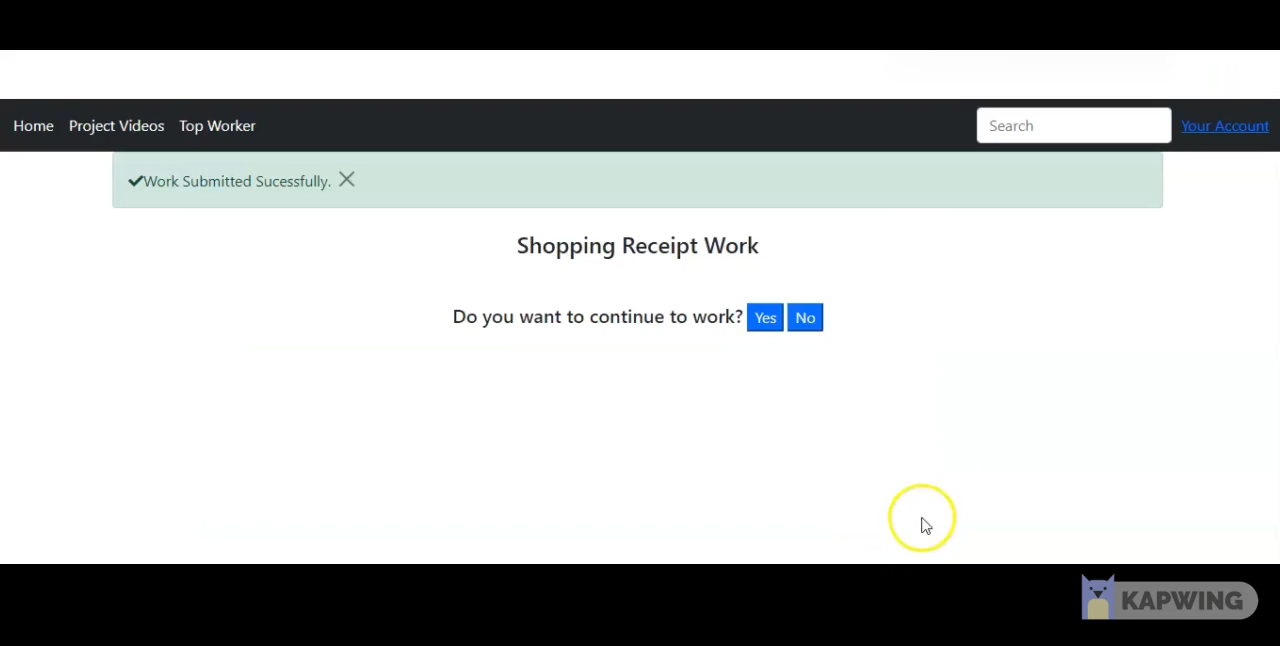 Home Project Videos Top Worker Search Your Account
Work Submitted Sucessfully.
Shopping Receipt Work
Do you want to continue to work? Yes No
KAPWING